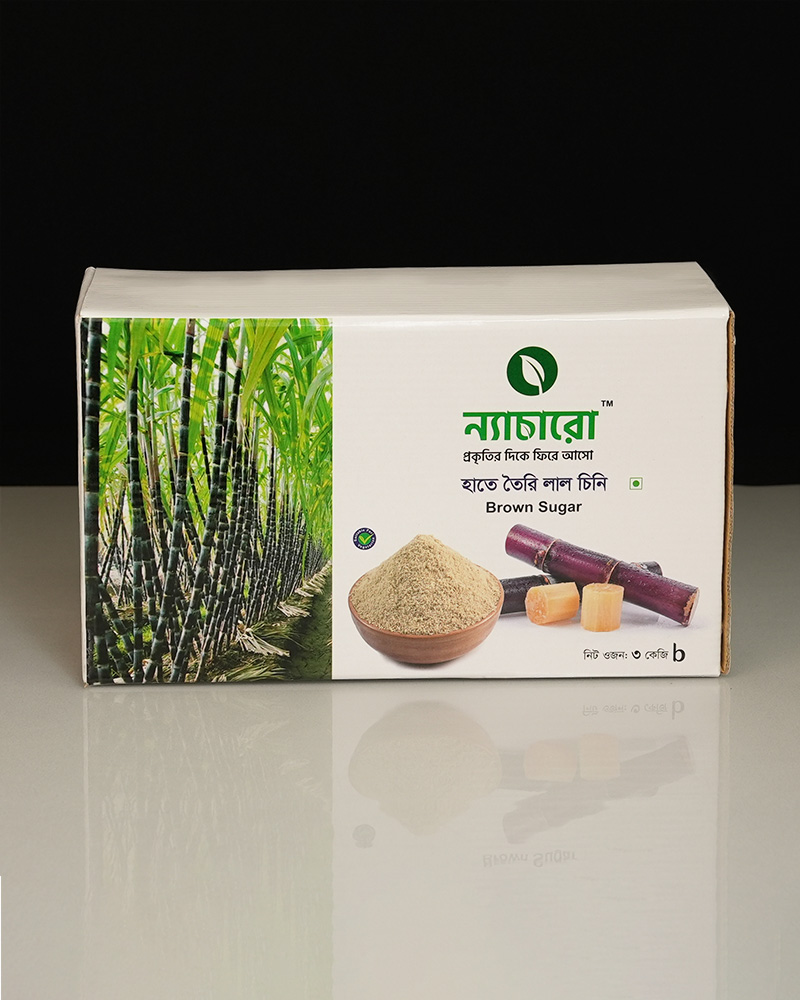 ন্যাচারো™
প্রকৃতির দিকে ফিরে আসো
হাতে তৈরি লাল চিনি
Brown Sugar
নিট ওজন: ৩ কেজি b